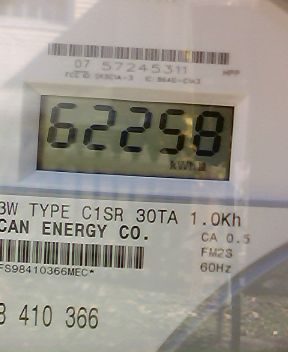 07 57245311
62258
kWh
3W TYPE C1SR 30TA 1.0Kh
CAN ENERGY CO.
CA 0.5
FM2S
60Hz
FS98410366MEC*
8 410 366